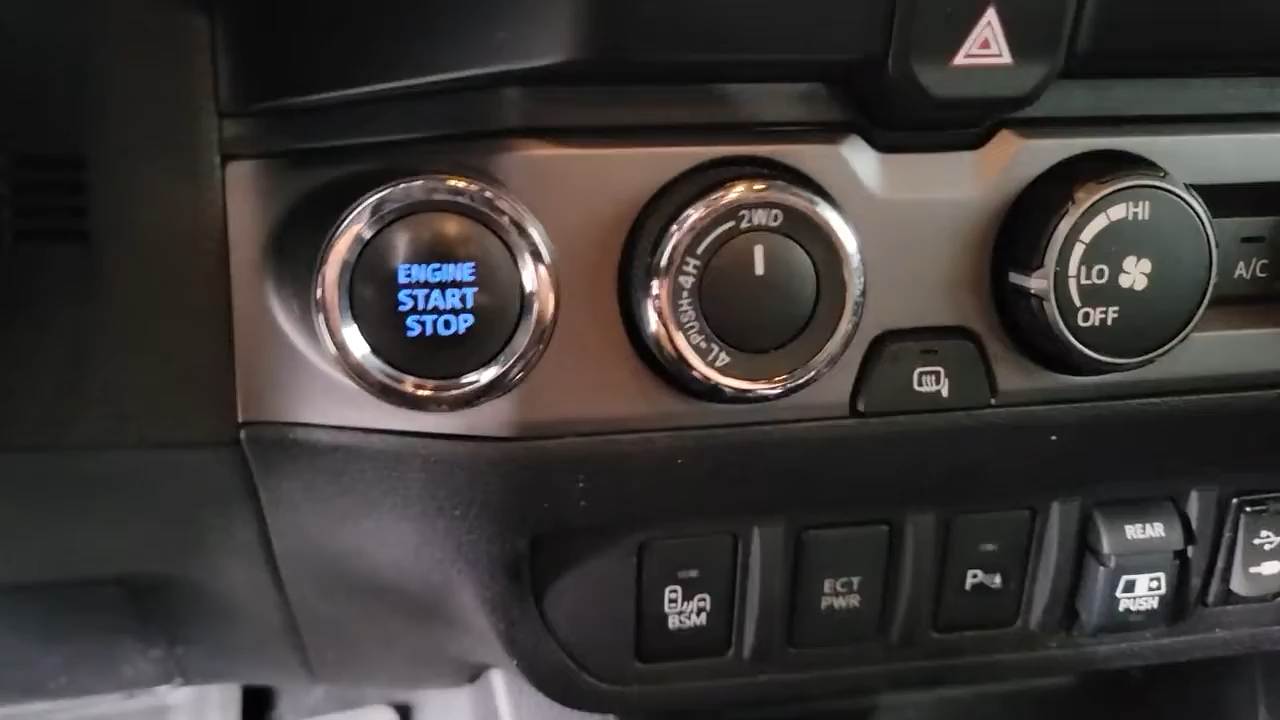 ENGINE
START
STOP
2WD
4L-PUSH-4H
HI
LO
OFF
A/C
BSM
ECT
PWR
P
REAR
PUSH